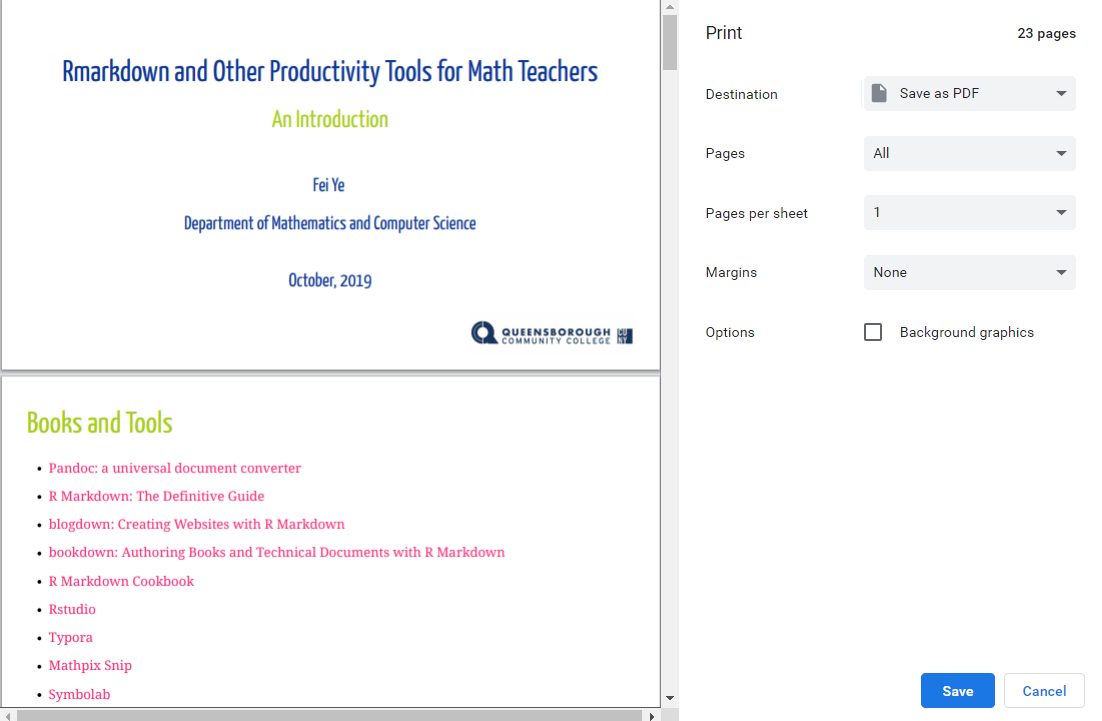 Rmarkdown and Other Productivity Tools for Math Teachers
An Introduction
Fei Ye
Department of Mathematics and Computer Science
October, 2019
QUEENSBOROUGH
COMMUNITY COLLEGE
CUNY
Books and Tools
• Pandoc: a universal document converter
• R Markdown: The Definitive Guide
• blogdown: Creating Websites with R Markdown
• bookdown: Authoring Books and Technical Documents with R Markdown
• R Markdown Cookbook
• Rstudio
• Typora
• Mathpix Snip
• Symbolab
Print 23 pages
Destination Save as PDF
Pages All
Pages per sheet 1
Margins None
Options Background graphics
Save Cancel